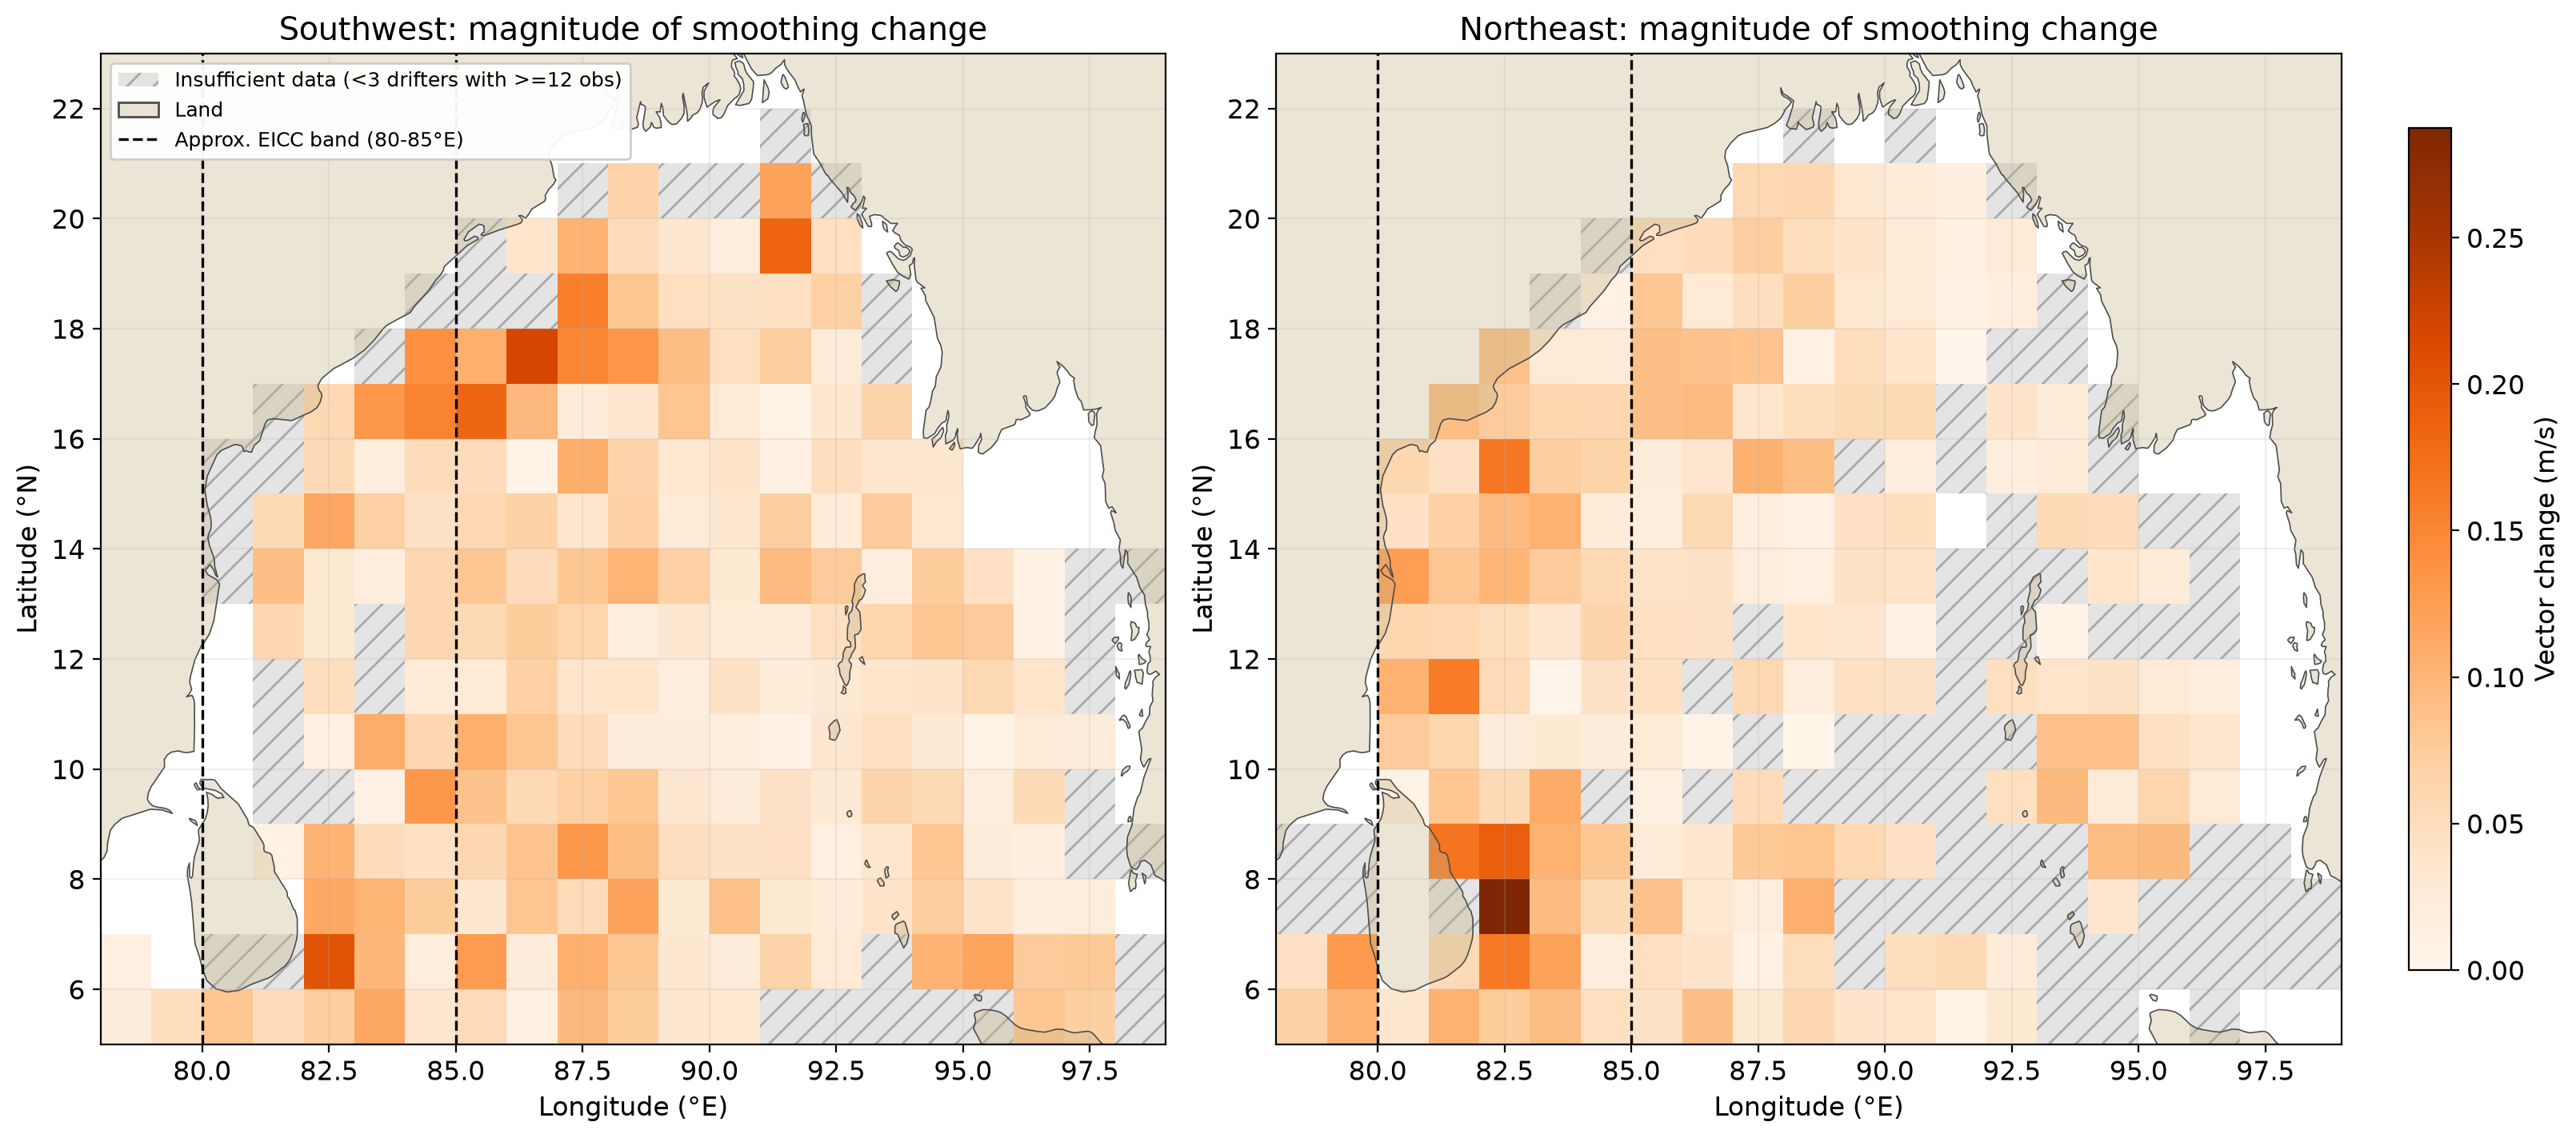 Southwest: magnitude of smoothing change
Insufficient data (<3 drifters with >=12 obs)
Land
Approx. EICC band (80-85°E)
22
20
18
16
14
12
10
8
6
Latitude (°N)
80.0 82.5 85.0 87.5 90.0 92.5 95.0 97.5
Longitude (°E)
Northeast: magnitude of smoothing change
22
20
18
16
14
12
10
8
6
Latitude (°N)
80.0 82.5 85.0 87.5 90.0 92.5 95.0 97.5
Longitude (°E)
0.25
0.20
0.15
0.10
0.05
0.00
Vector change (m/s)